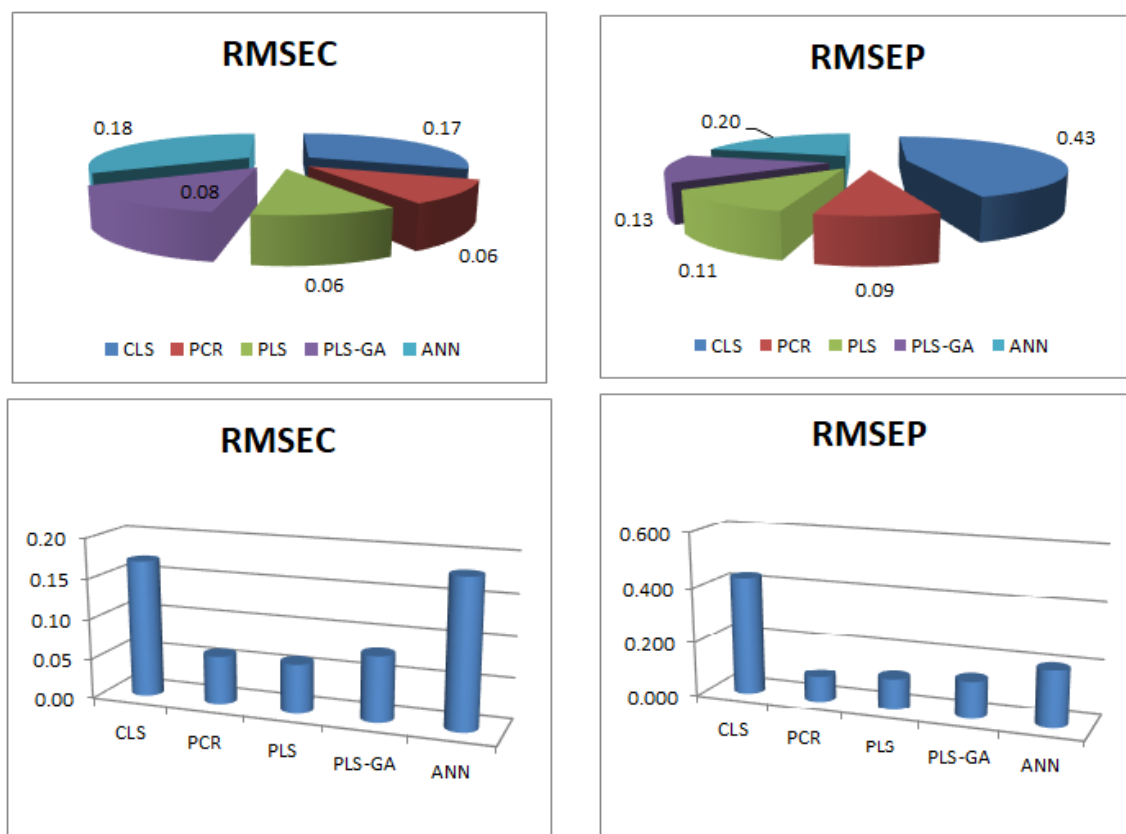 RMSEC
0.18
0.17
0.08
0.06
0.06
CLS PCR PLS PLS-GA ANN
RMSEP
0.20
0.43
0.13
0.11
0.09
CLS PCR PLS PLS-GA ANN
RMSEC
0.20
0.15
0.10
0.05
0.00
CLS PCR PLS PLS-GA ANN
RMSEP
0.600
0.400
0.200
0.000
CLS PCR PLS PLS-GA ANN